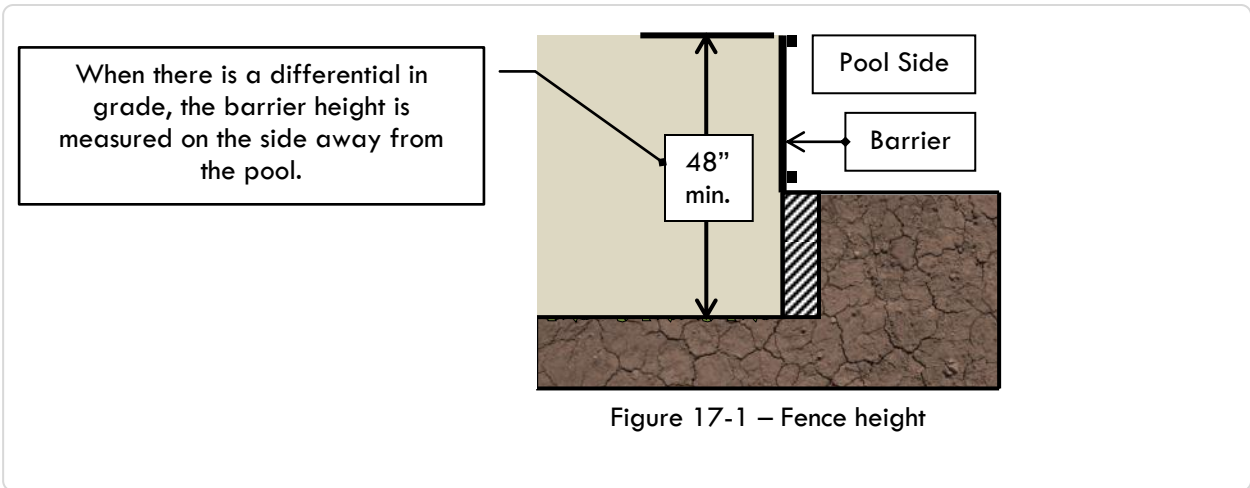 When there is a differential in
grade, the barrier height is
measured on the side away from
the pool.
48”
min.
Pool Side
Barrier
Figure 17-1 – Fence height